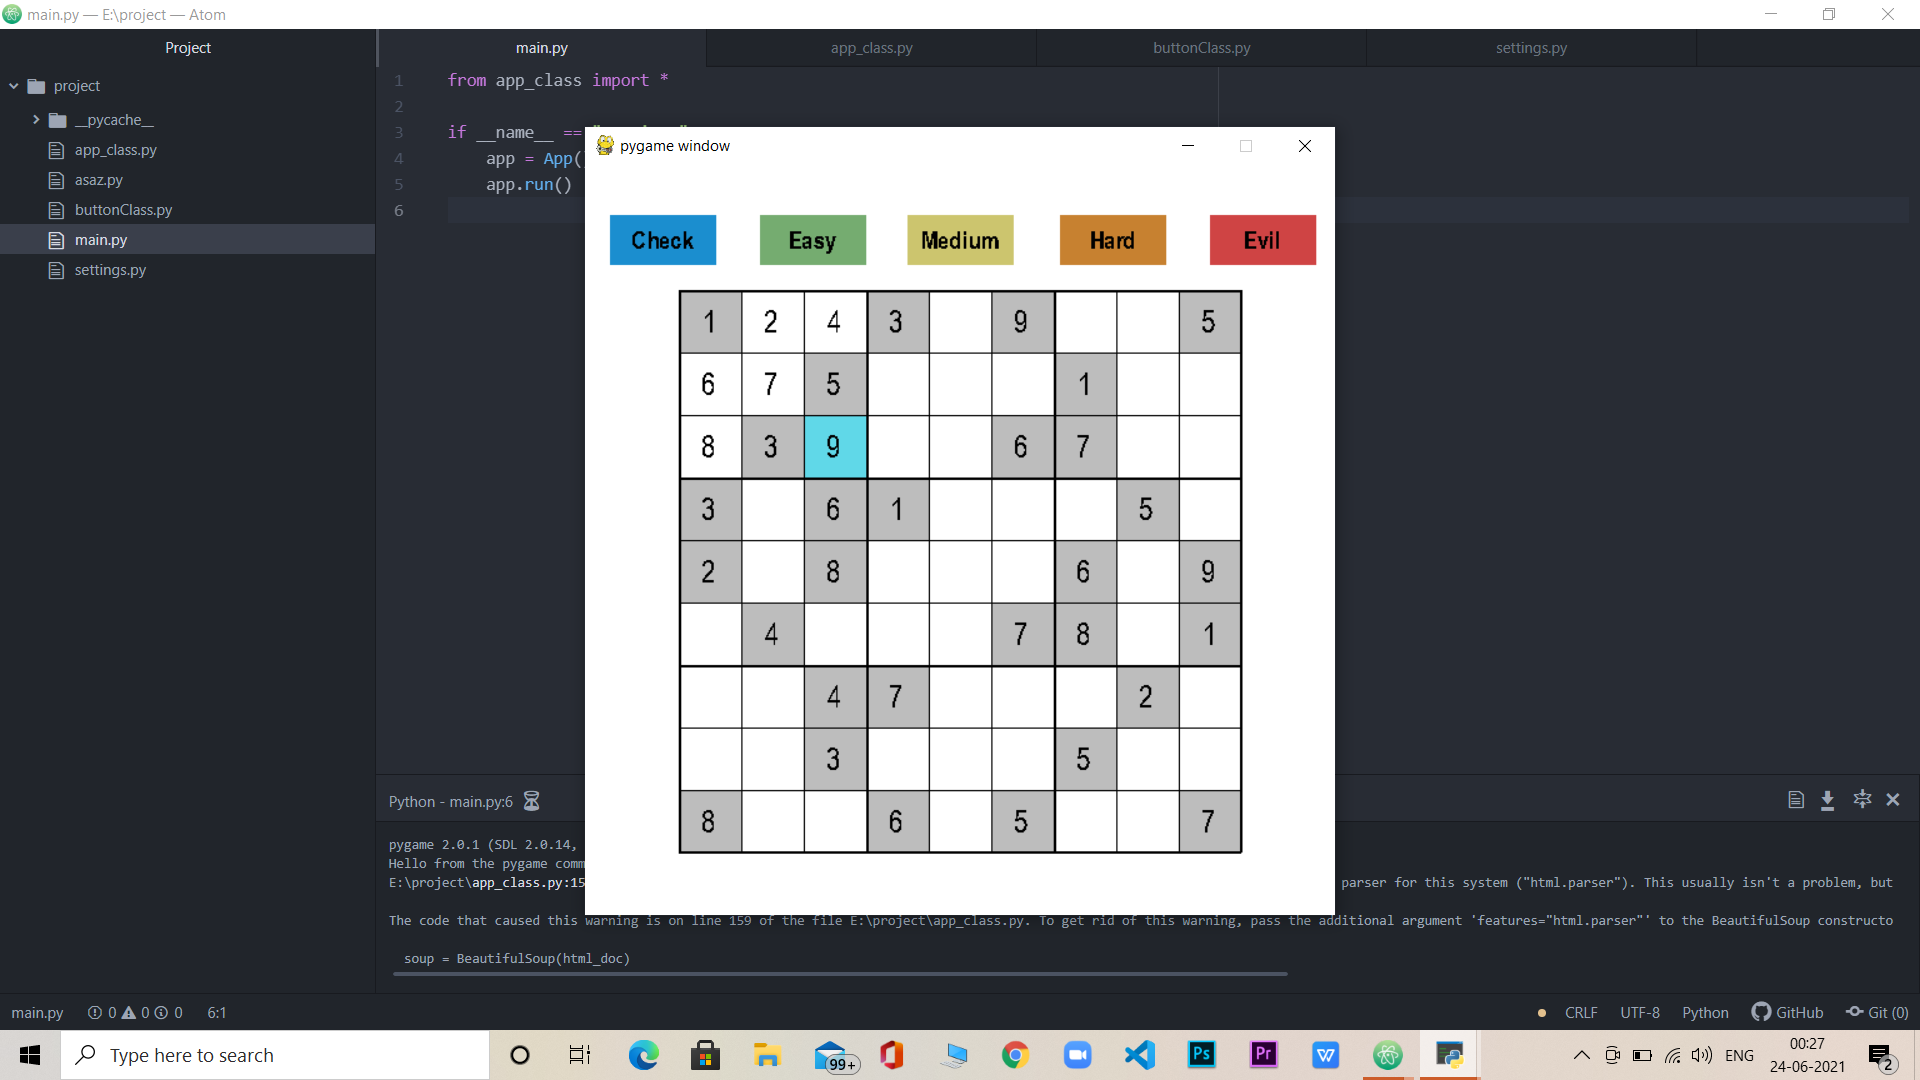 main.py — E:\project — Atom
Project
main.py
app_class.py
buttonClass.py
settings.py
project
__pycache__
app_class.py
asaz.py
buttonClass.py
main.py
settings.py
1 from app_class import *
2
3 if __name__ ==
4 app = App(
5 app.run()
6
pygame window
Check Easy Medium Hard Evil
1 2 4 3 9 5
6 7 5 1
8 3 9 6 7
3 6 1 5
2 8 6 9
4 7 8 1
4 7 2
3 5
8 6 5 7
Python - main.py:6
pygame 2.0.1 (SDL 2.0.14,
Hello from the pygame comm
E:\project\app_class.py:15 parser for this system ("html.parser"). This usually isn't a problem, but
The code that caused this warning is on line 159 of the file E:\project\app_class.py. To get rid of this warning, pass the additional argument 'features="html.parser"' to the BeautifulSoup constructo
soup = BeautifulSoup(html_doc)
main.py 0 0 0 6:1
CRLF UTF-8 Python GitHub Git (0)
Type here to search
99+
Ps
Pr
W
ENG
00:27
24-06-2021
2